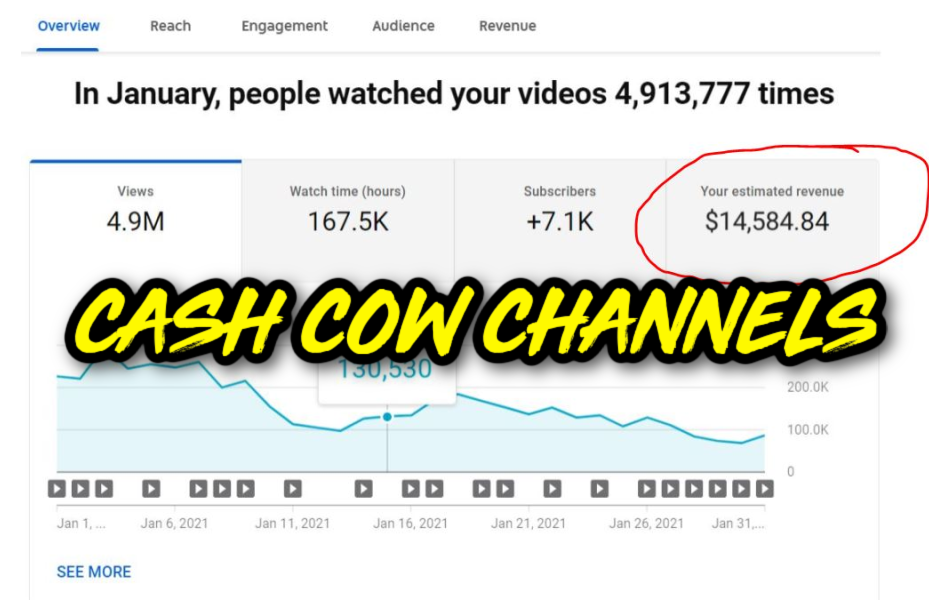 Overview Reach Engagement Audience Revenue
In January, people watched your videos 4,913,777 times
Views Watch time (hours) Subscribers Your estimated revenue
4.9M 167.5K +7.1K $14,584.84
CASH COW CHANNELS
130,530
200.0K
100.0K
0
Jan 1, ... Jan 6, 2021 Jan 11, 2021 Jan 16, 2021 Jan 21, 2021 Jan 26, 2021 Jan 31,...
SEE MORE